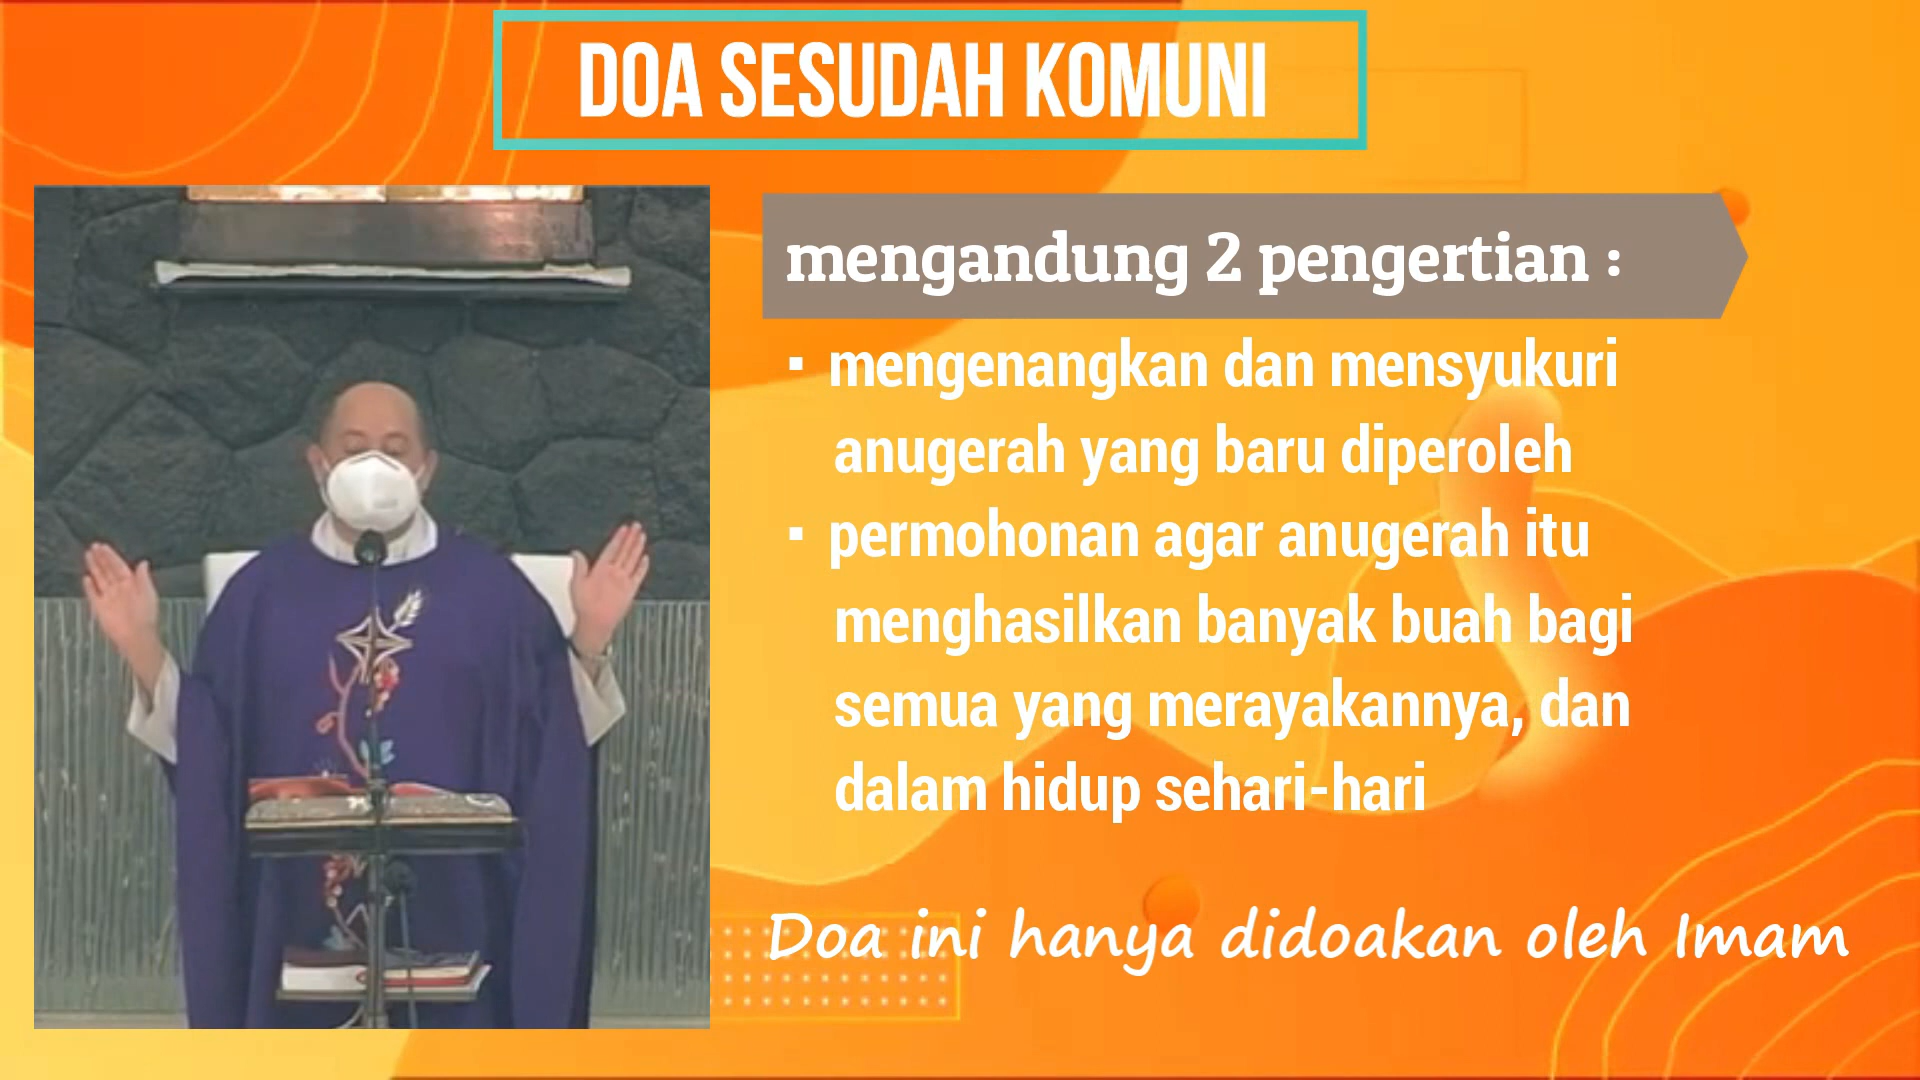 DOA SESUDAH KOMUNI
mengandung 2 pengertian :
▪ mengenangkan dan mensyukuri
anugerah yang baru diperoleh
▪ permohonan agar anugerah itu
menghasilkan banyak buah bagi
semua yang merayakannya, dan
dalam hidup sehari-hari
Doa ini hanya didoakan oleh Imam